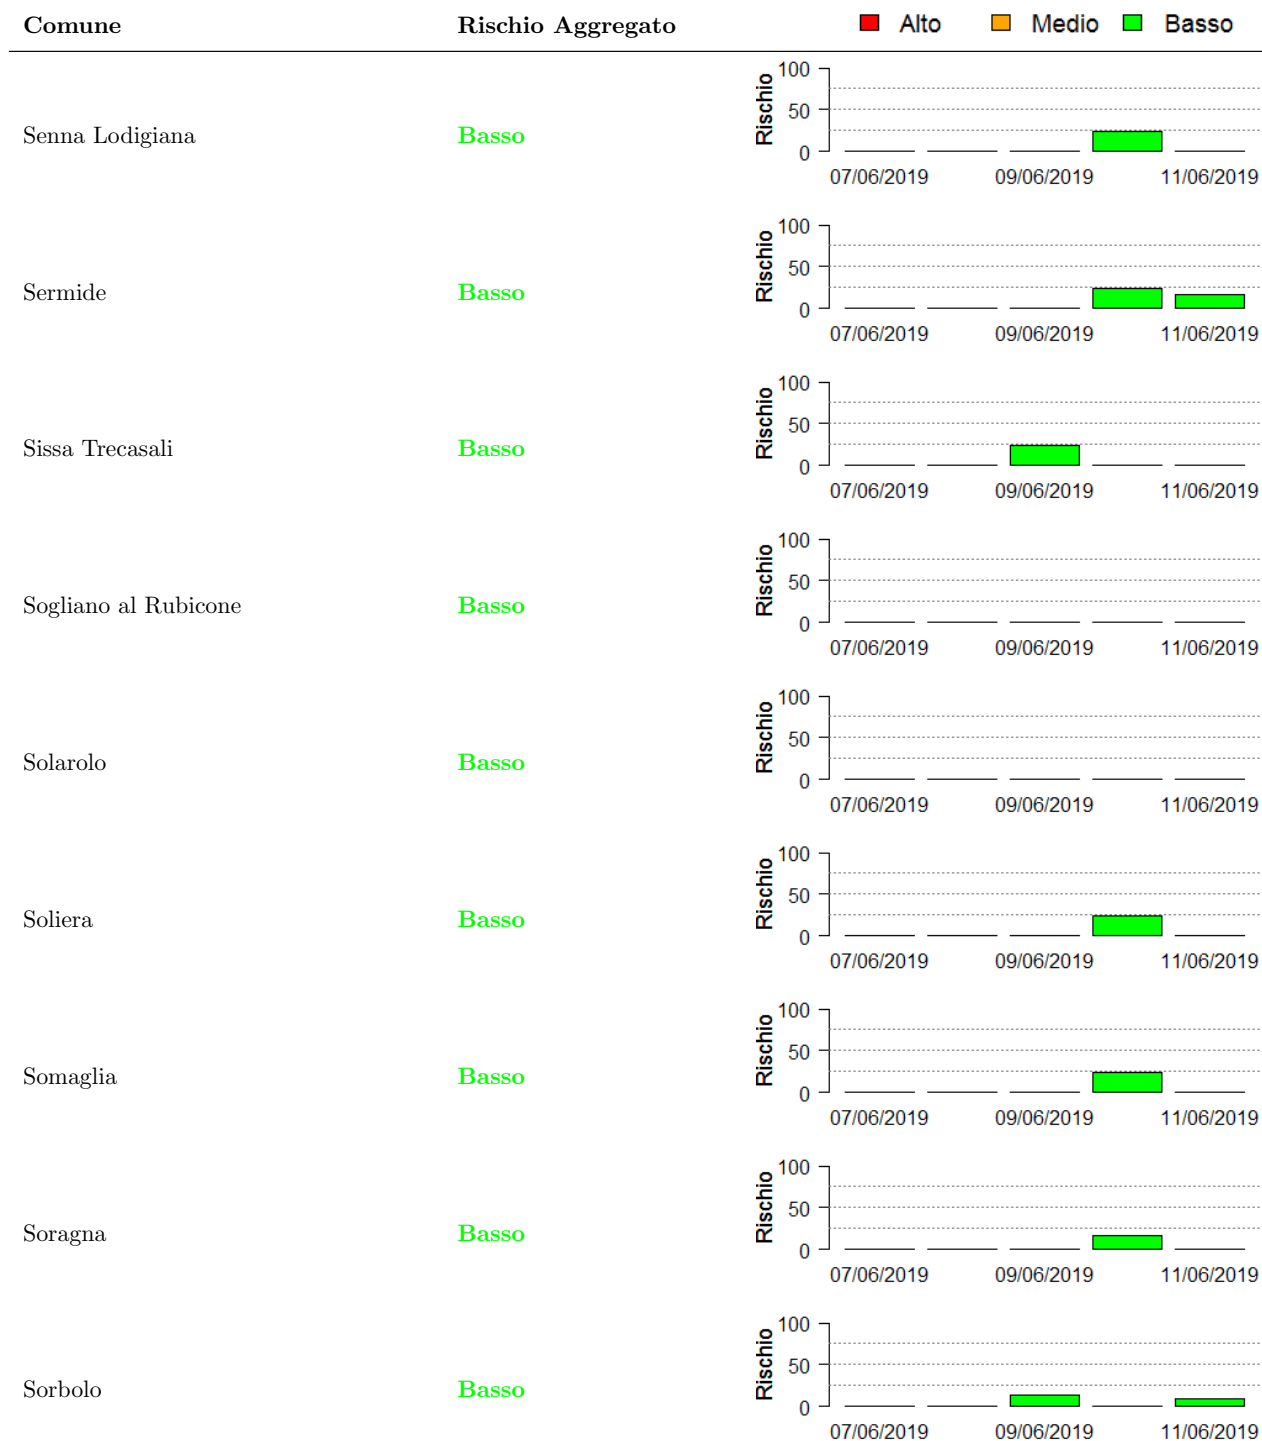 Comune Rischio Aggregato Alto Medio Basso
Senna Lodigiana Basso Rischio 100 50 0
07/06/2019 09/06/2019 11/06/2019
Sermide Basso Rischio 100 50 0
07/06/2019 09/06/2019 11/06/2019
Sissa Trecasali Basso Rischio 100 50 0
07/06/2019 09/06/2019 11/06/2019
Sogliano al Rubicone Basso Rischio 100 50 0
07/06/2019 09/06/2019 11/06/2019
Solarolo Basso Rischio 100 50 0
07/06/2019 09/06/2019 11/06/2019
Soliera Basso Rischio 100 50 0
07/06/2019 09/06/2019 11/06/2019
Somaglia Basso Rischio 100 50 0
07/06/2019 09/06/2019 11/06/2019
Soragna Basso Rischio 100 50 0
07/06/2019 09/06/2019 11/06/2019
Sorbolo Basso Rischio 100 50 0
07/06/2019 09/06/2019 11/06/2019